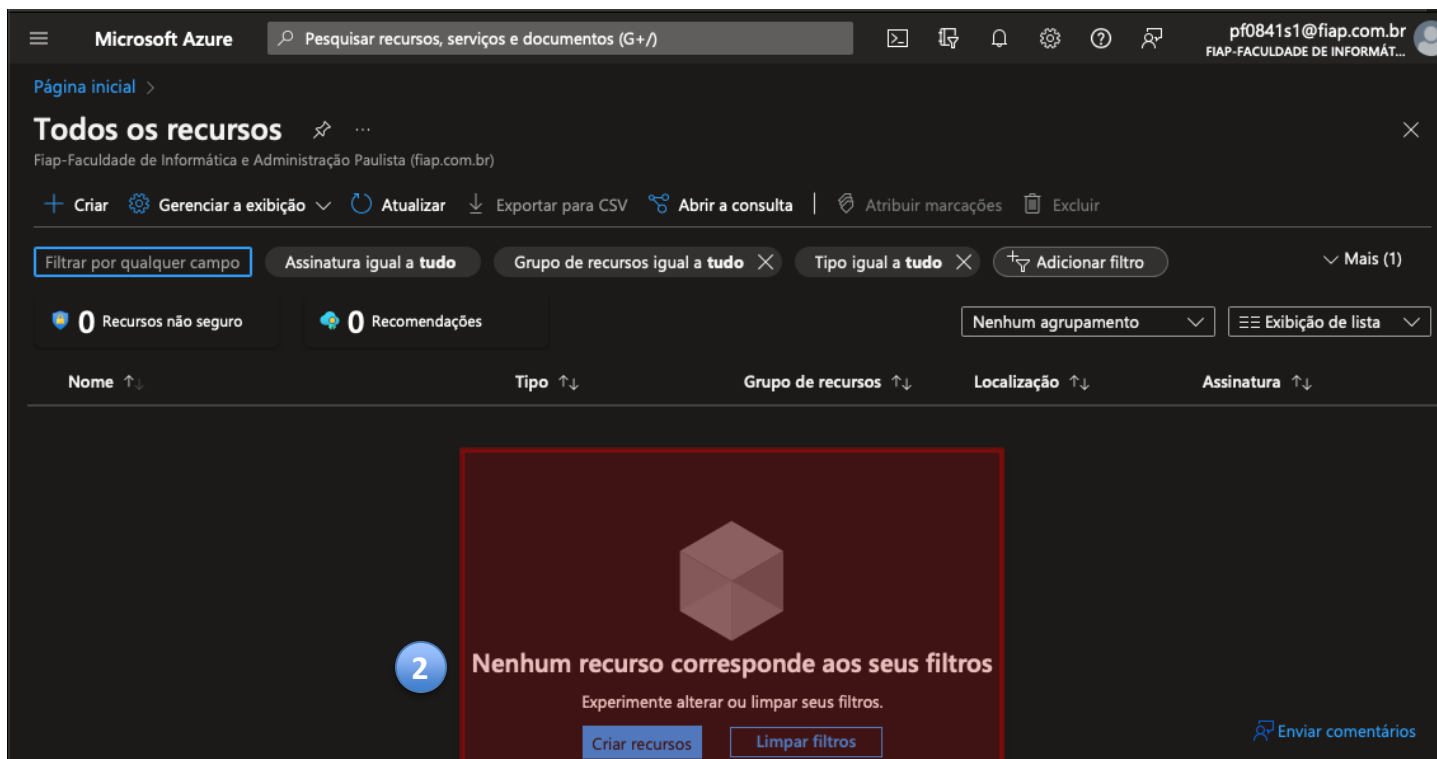 Microsoft Azure
Pesquisar recursos, serviços e documentos (G+/)
pf0841s1@fiap.com.br
FIAP-FACULDADE DE INFORMÁT...
Página inicial >
Todos os recursos ...
Fiap-Faculdade de Informática e Administração Paulista (fiap.com.br)
Criar Gerenciar a exibição Atualizar Exportar para CSV Abrir a consulta Atribuir marcações Excluir
Filtrar por qualquer campo Assinatura igual a tudo Grupo de recursos igual a tudo Tipo igual a tudo Adicionar filtro Mais (1)
0 Recursos não seguro 0 Recomendações Nenhum agrupamento Exibição de lista
Nome Tipo Grupo de recursos Localização Assinatura
2
Nenhum recurso corresponde aos seus filtros
Experimente alterar ou limpar seus filtros.
Criar recursos Limpar filtros
Enviar comentários